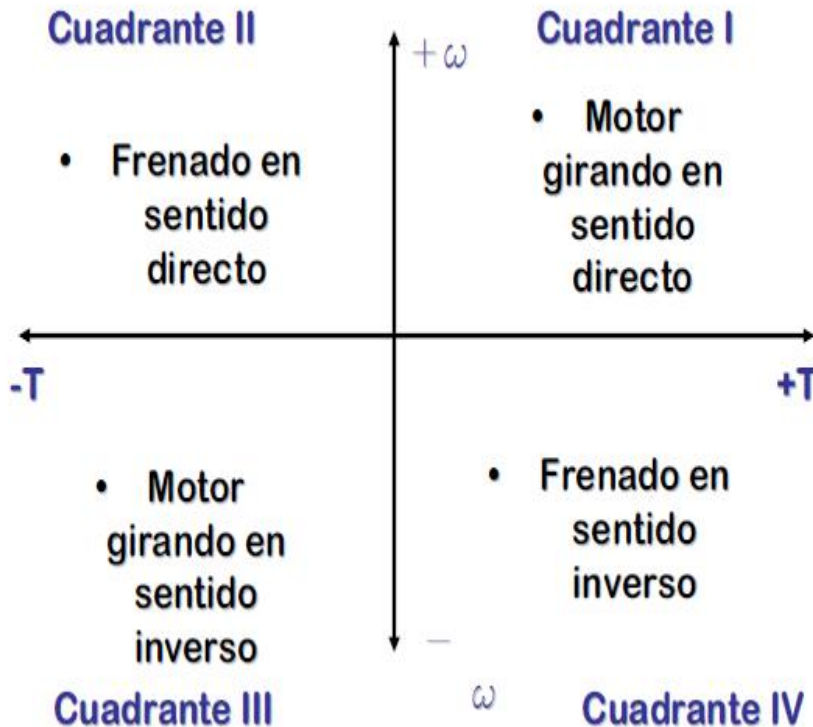 Cuadrante II
Cuadrante I
+ω
• Frenado en
sentido
directo
• Motor
girando en
sentido
directo
-T
+T
• Motor
girando en
sentido
inverso
• Frenado en
sentido
inverso
−
ω
Cuadrante III
Cuadrante IV